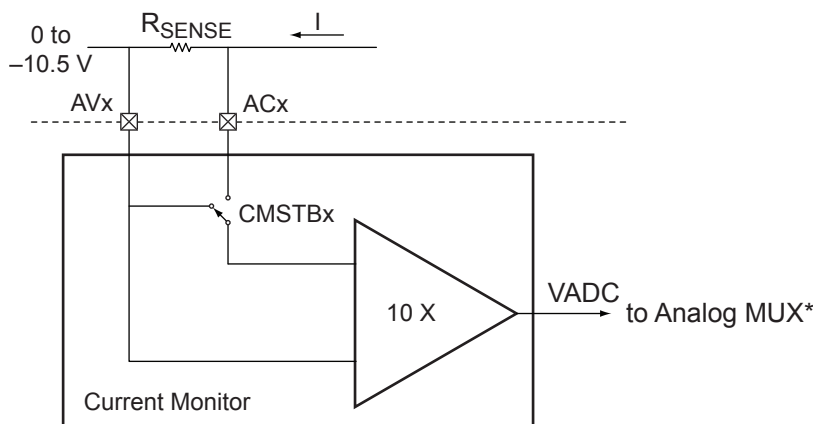 0 to
–10.5 V
RSENSE
I
AVx
ACx
CMSTBx
10 X
VADC
to Analog MUX*
Current Monitor